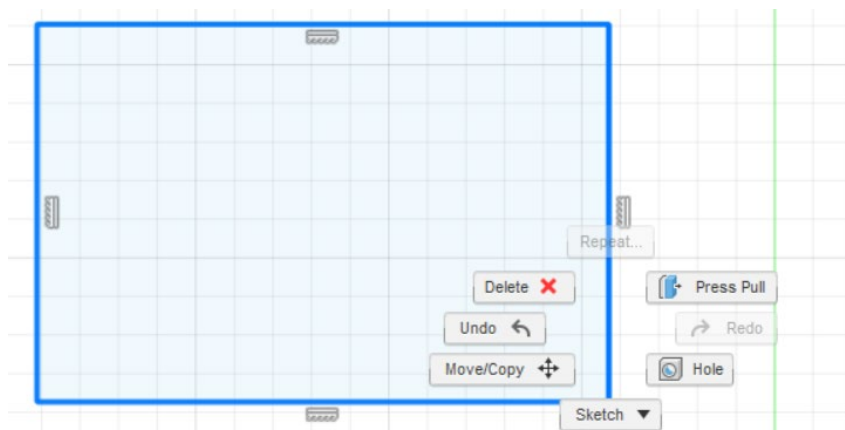 Repeat...
Delete
Press Pull
Undo
Redo
Move/Copy
Hole
Sketch